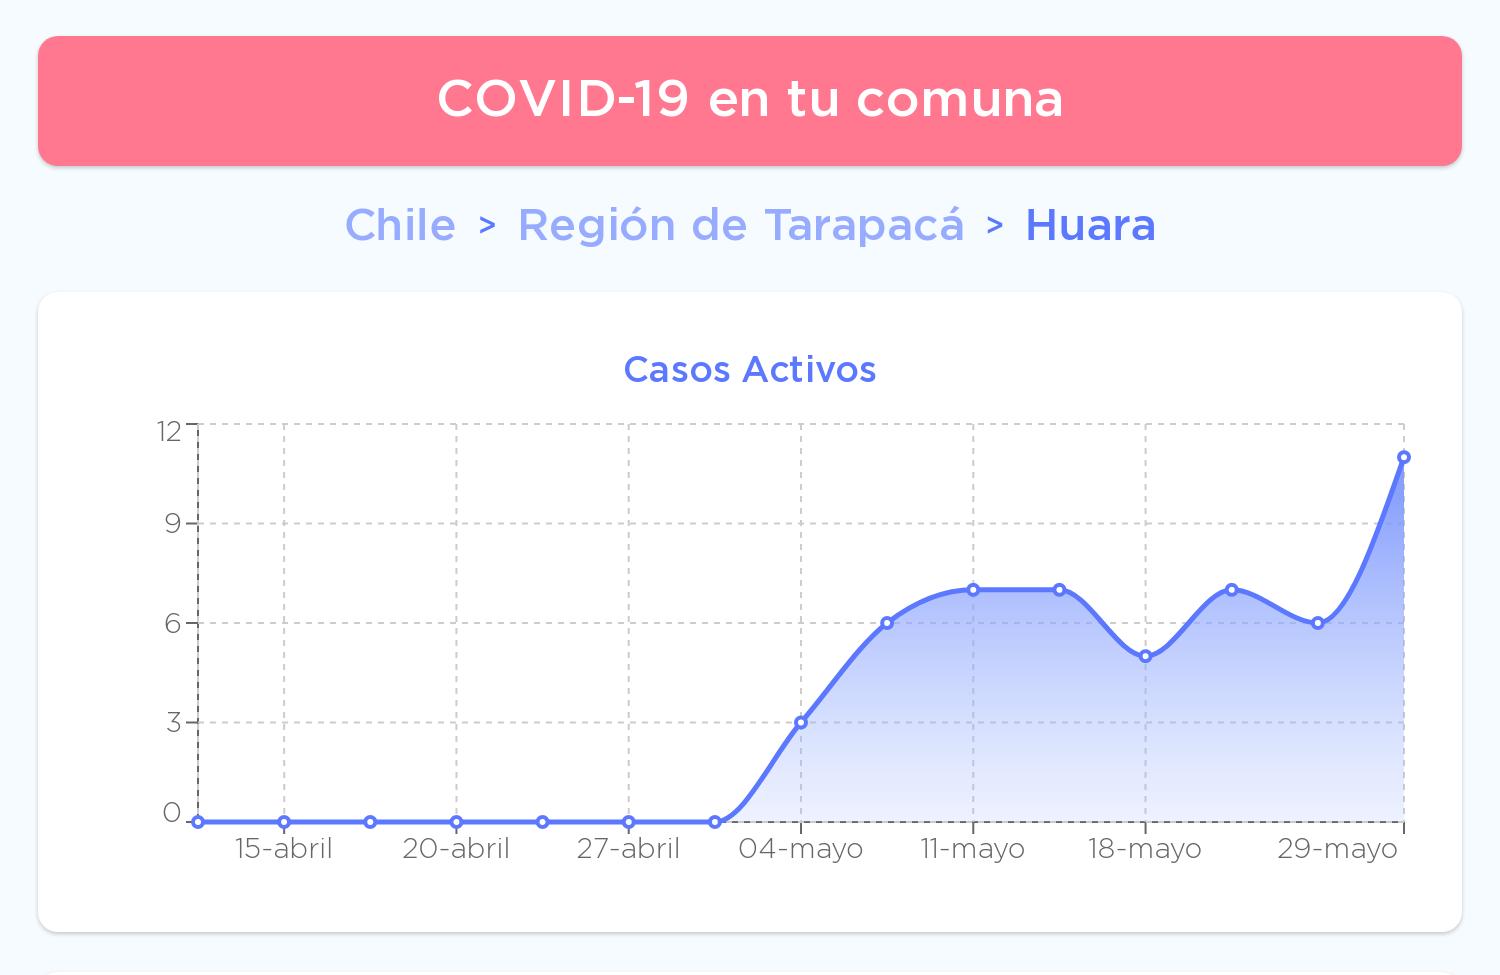 COVID-19 en tu comuna
Chile > Región de Tarapacá > Huara
Casos Activos
12
9
6
3
0
15-abril 20-abril 27-abril 04-mayo 11-mayo 18-mayo 29-mayo